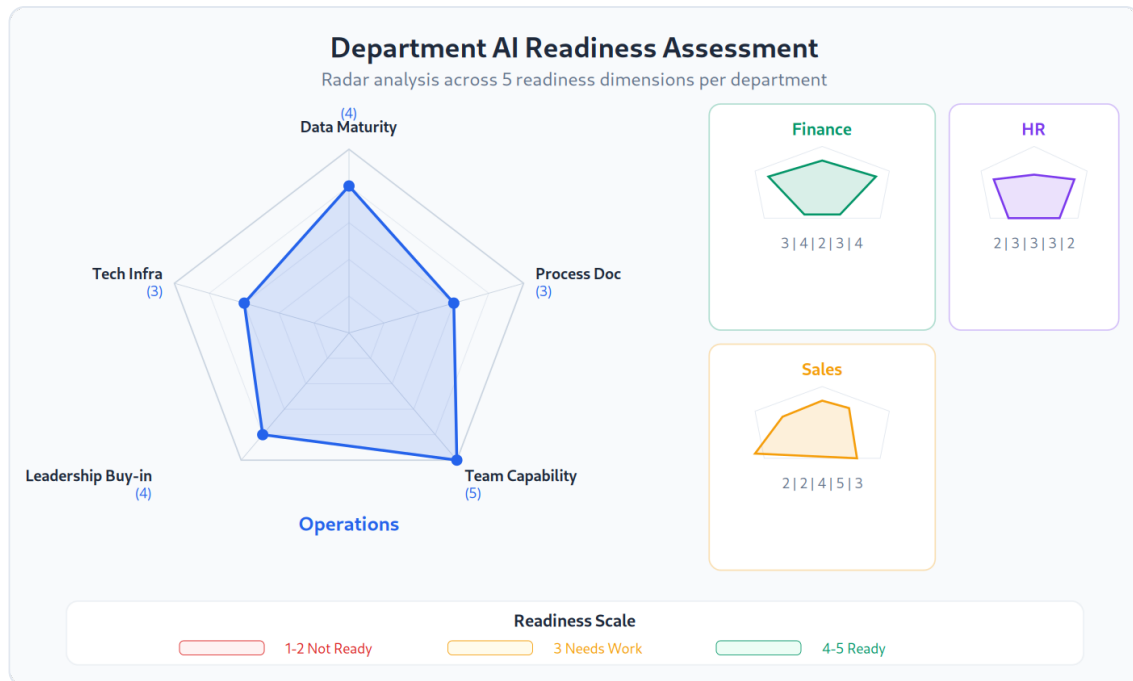 Department AI Readiness Assessment
Radar analysis across 5 readiness dimensions per department
(4)
Data Maturity
Process Doc
(3)
Team Capability
(5)
Leadership Buy-in
(4)
Tech Infra
(3)
Operations
Finance
3 | 4 | 2 | 3 | 4
HR
2 | 3 | 3 | 3 | 2
Sales
2 | 2 | 4 | 5 | 3
Readiness Scale
1-2 Not Ready
3 Needs Work
4-5 Ready